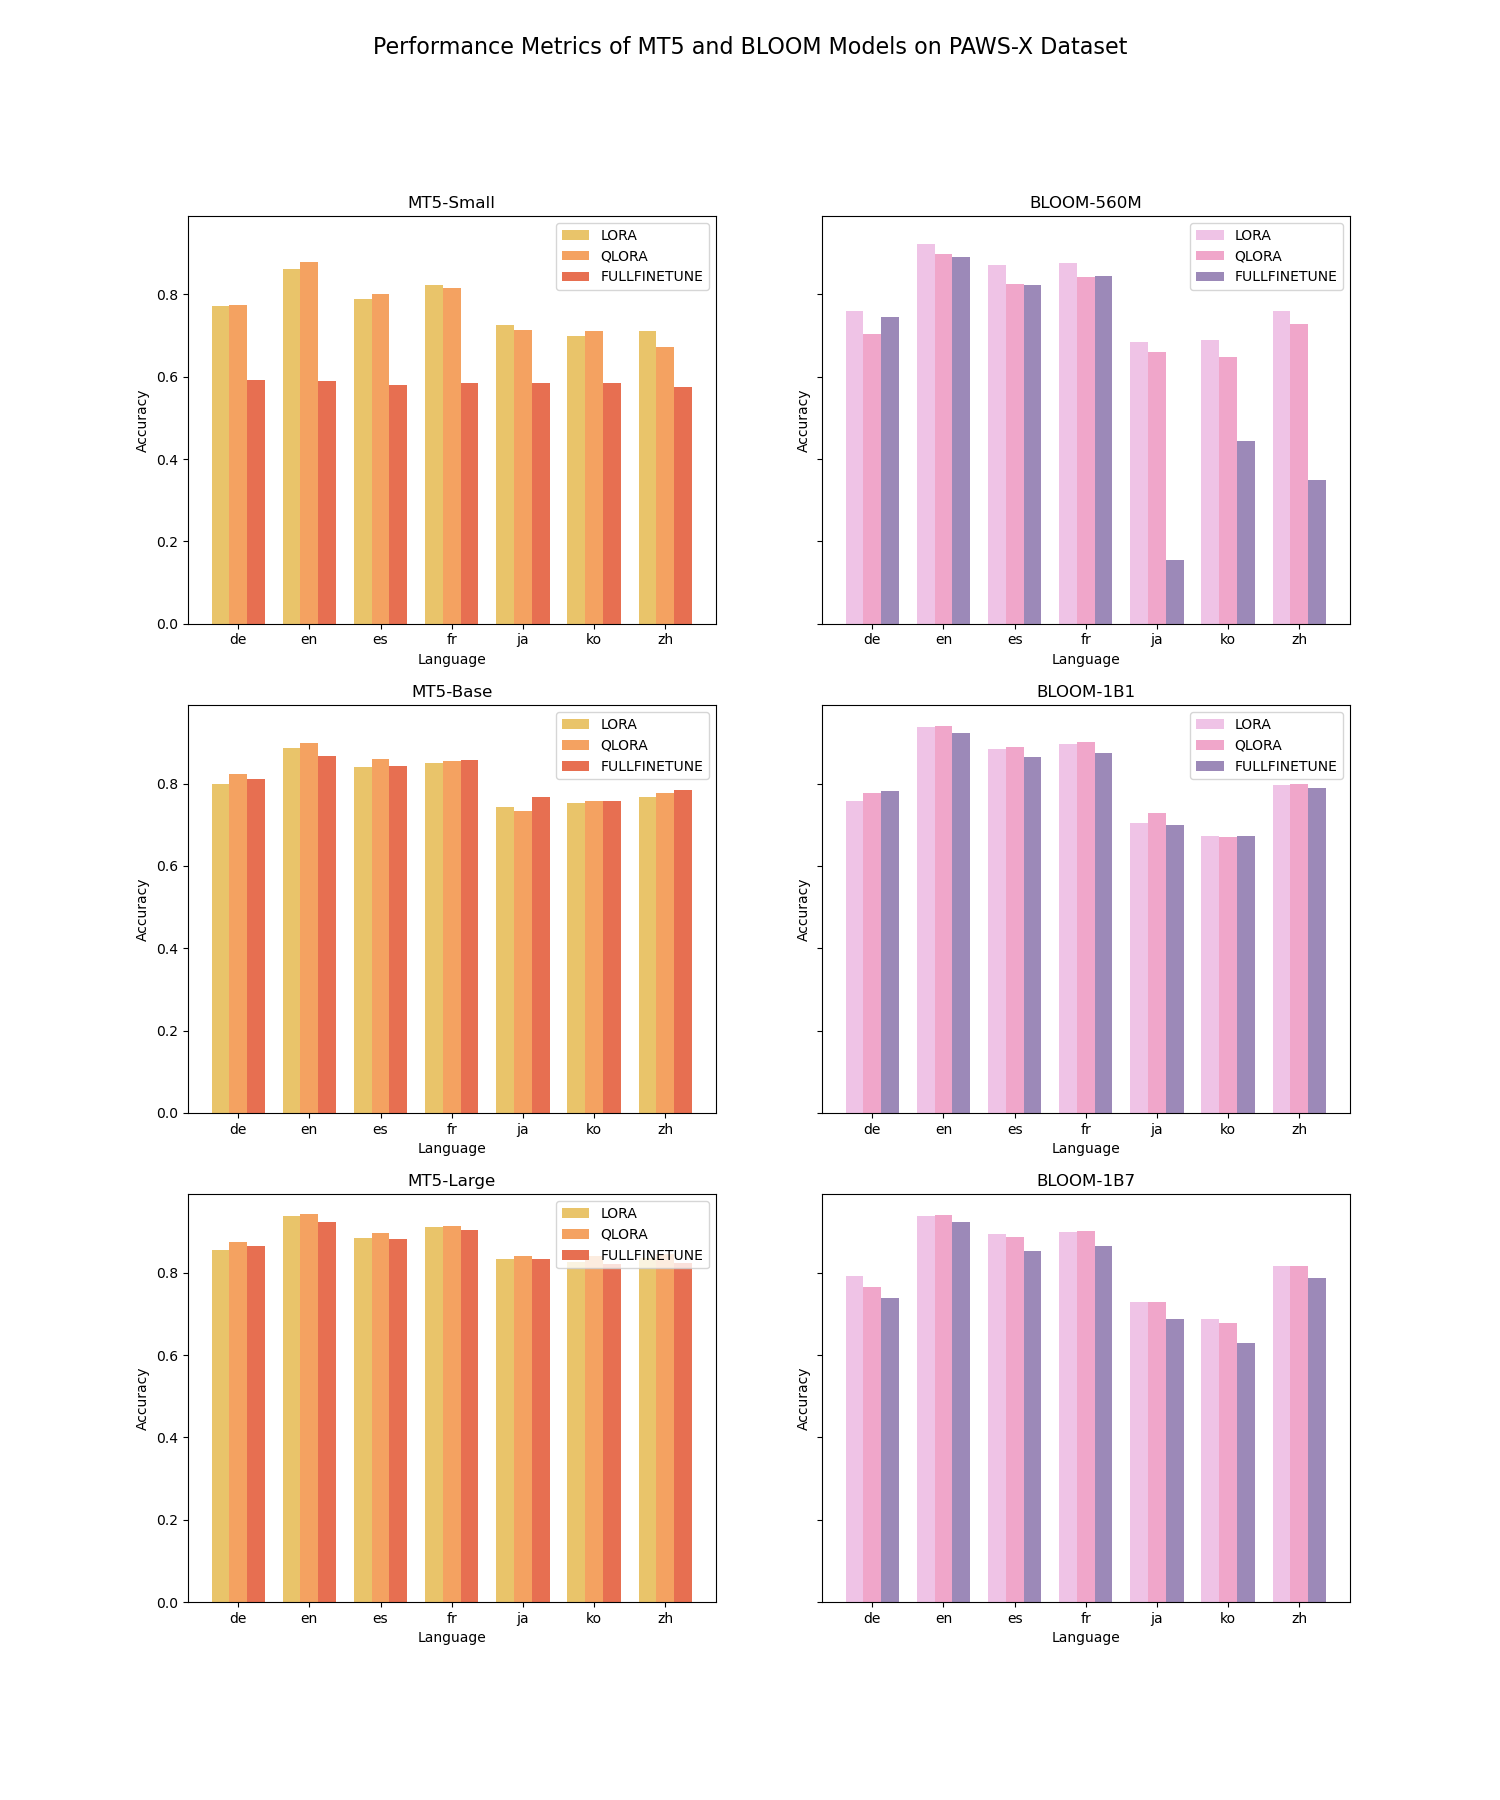 Performance Metrics of MT5 and BLOOM Models on PAWS-X Dataset
MT5-Small
LORA
QLORA
FULLFINETUNE
0.8
0.6
0.4
0.2
0.0
Accuracy
de en es fr ja ko zh
Language
BLOOM-560M
LORA
QLORA
FULLFINETUNE
Accuracy
de en es fr ja ko zh
Language
MT5-Base
LORA
QLORA
FULLFINETUNE
0.8
0.6
0.4
0.2
0.0
Accuracy
de en es fr ja ko zh
Language
BLOOM-1B1
LORA
QLORA
FULLFINETUNE
Accuracy
de en es fr ja ko zh
Language
MT5-Large
LORA
QLORA
FULLFINETUNE
0.8
0.6
0.4
0.2
0.0
Accuracy
de en es fr ja ko zh
Language
BLOOM-1B7
Accuracy
de en es fr ja ko zh
Language